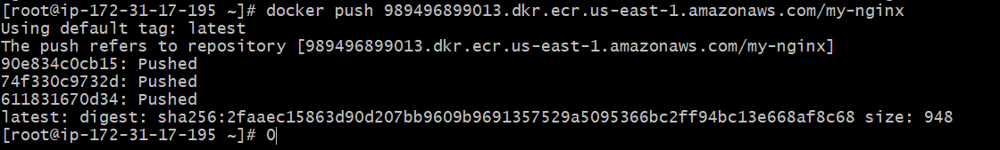 [root@ip-172-31-17-195 ~]# docker push 989496899013.dkr.ecr.us-east-1.amazonaws.com/my-nginx
Using default tag: latest
The push refers to repository [989496899013.dkr.ecr.us-east-1.amazonaws.com/my-nginx]
90e834c0cb15: Pushed
74f330c9732d: Pushed
611831670d34: Pushed
latest: digest: sha256:2faaec15863d90d207bb9609b9691357529a5095366bc2ff94bc13e668af8c68 size: 948
[root@ip-172-31-17-195 ~]# O